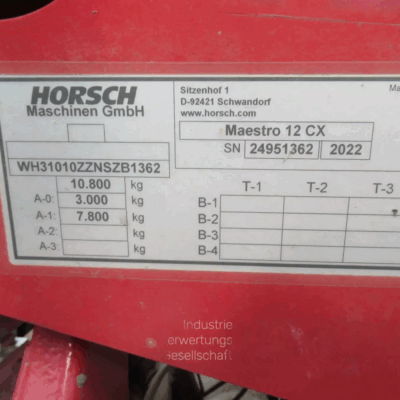 HORSCH
Maschinen GmbH
Sitzenhof 1
D-92421 Schwandorf
www.horsch.com
Ma
Maestro 12 CX
SN 24951362 2022
WH31010ZZNSZB1362
10.800 kg
A-0: 3.000 kg
A-1: 7.800 kg
A-2: kg
A-3: kg
T-1 T-2 T-3
B-1
B-2
B-3
B-4
Industrie
erwertungs
esellschaft